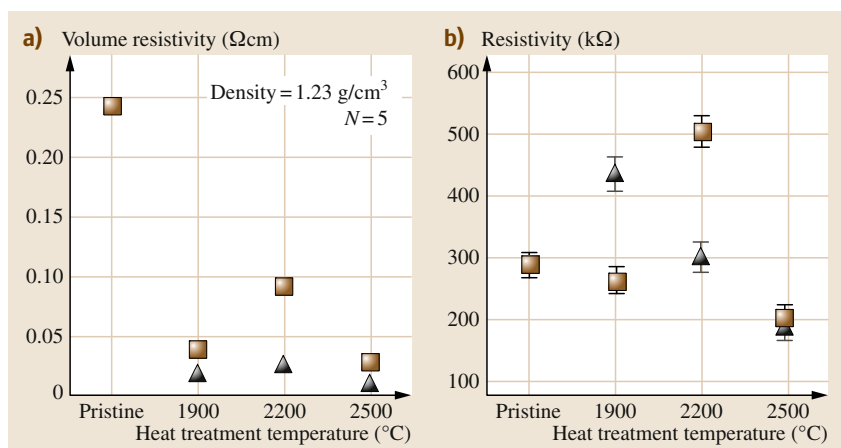 a) Volume resistivity (Ωcm)
Density = 1.23 g/cm³
N = 5
0.25
0.20
0.15
0.10
0.05
0
Pristine 1900 2200 2500
Heat treatment temperature (°C)
b) Resistivity (kΩ)
600
500
400
300
200
100
Pristine 1900 2200 2500
Heat treatment temperature (°C)